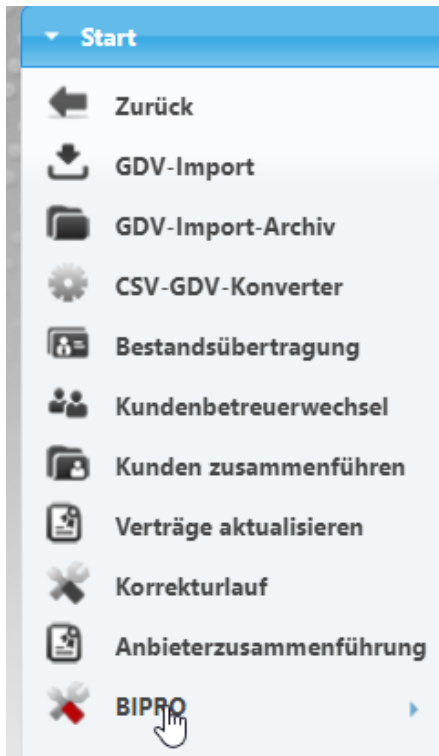 Start
Zurück
GDV-Import
GDV-Import-Archiv
CSV-GDV-Konverter
Bestandsübertragung
Kundenbetreuerwechsel
Kunden zusammenführen
Verträge aktualisieren
Korrekturlauf
Anbieterzusammenführung
BIPRO